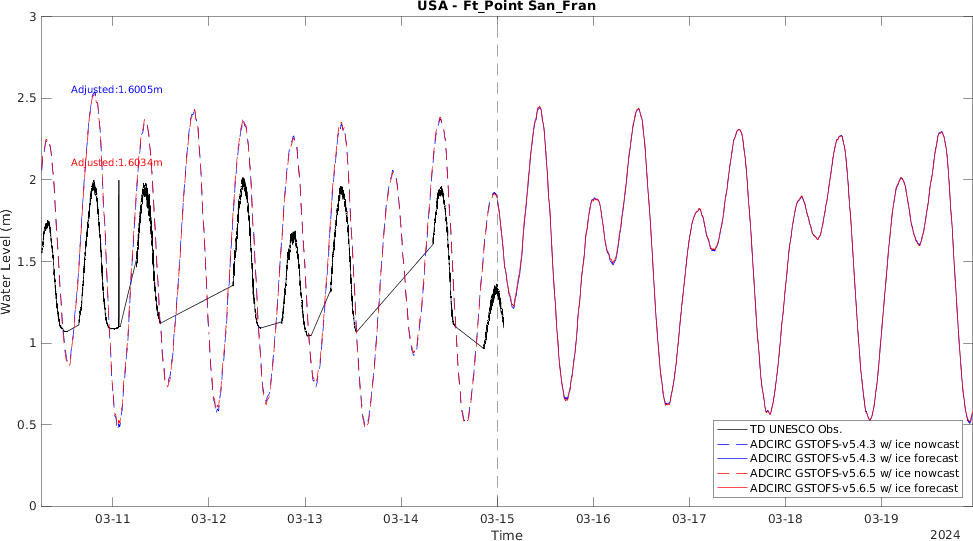 USA - Ft_Point San_Fran
3
2.5
2
1.5
1
0.5
0
Water Level (m)
Adjusted:1.6005m
Adjusted:1.6034m
TD UNESCO Obs.
ADCIRC GSTOFS-v5.4.3 w/ ice nowcast
ADCIRC GSTOFS-v5.4.3 w/ ice forecast
ADCIRC GSTOFS-v5.6.5 w/ ice nowcast
ADCIRC GSTOFS-v5.6.5 w/ ice forecast
03-11 03-12 03-13 03-14 03-15 03-16 03-17 03-18 03-19
Time
2024